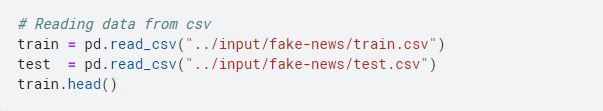 # Reading data from csv
train = pd.read_csv("../input/fake-news/train.csv")
test  = pd.read_csv("../input/fake-news/test.csv")
train.head()